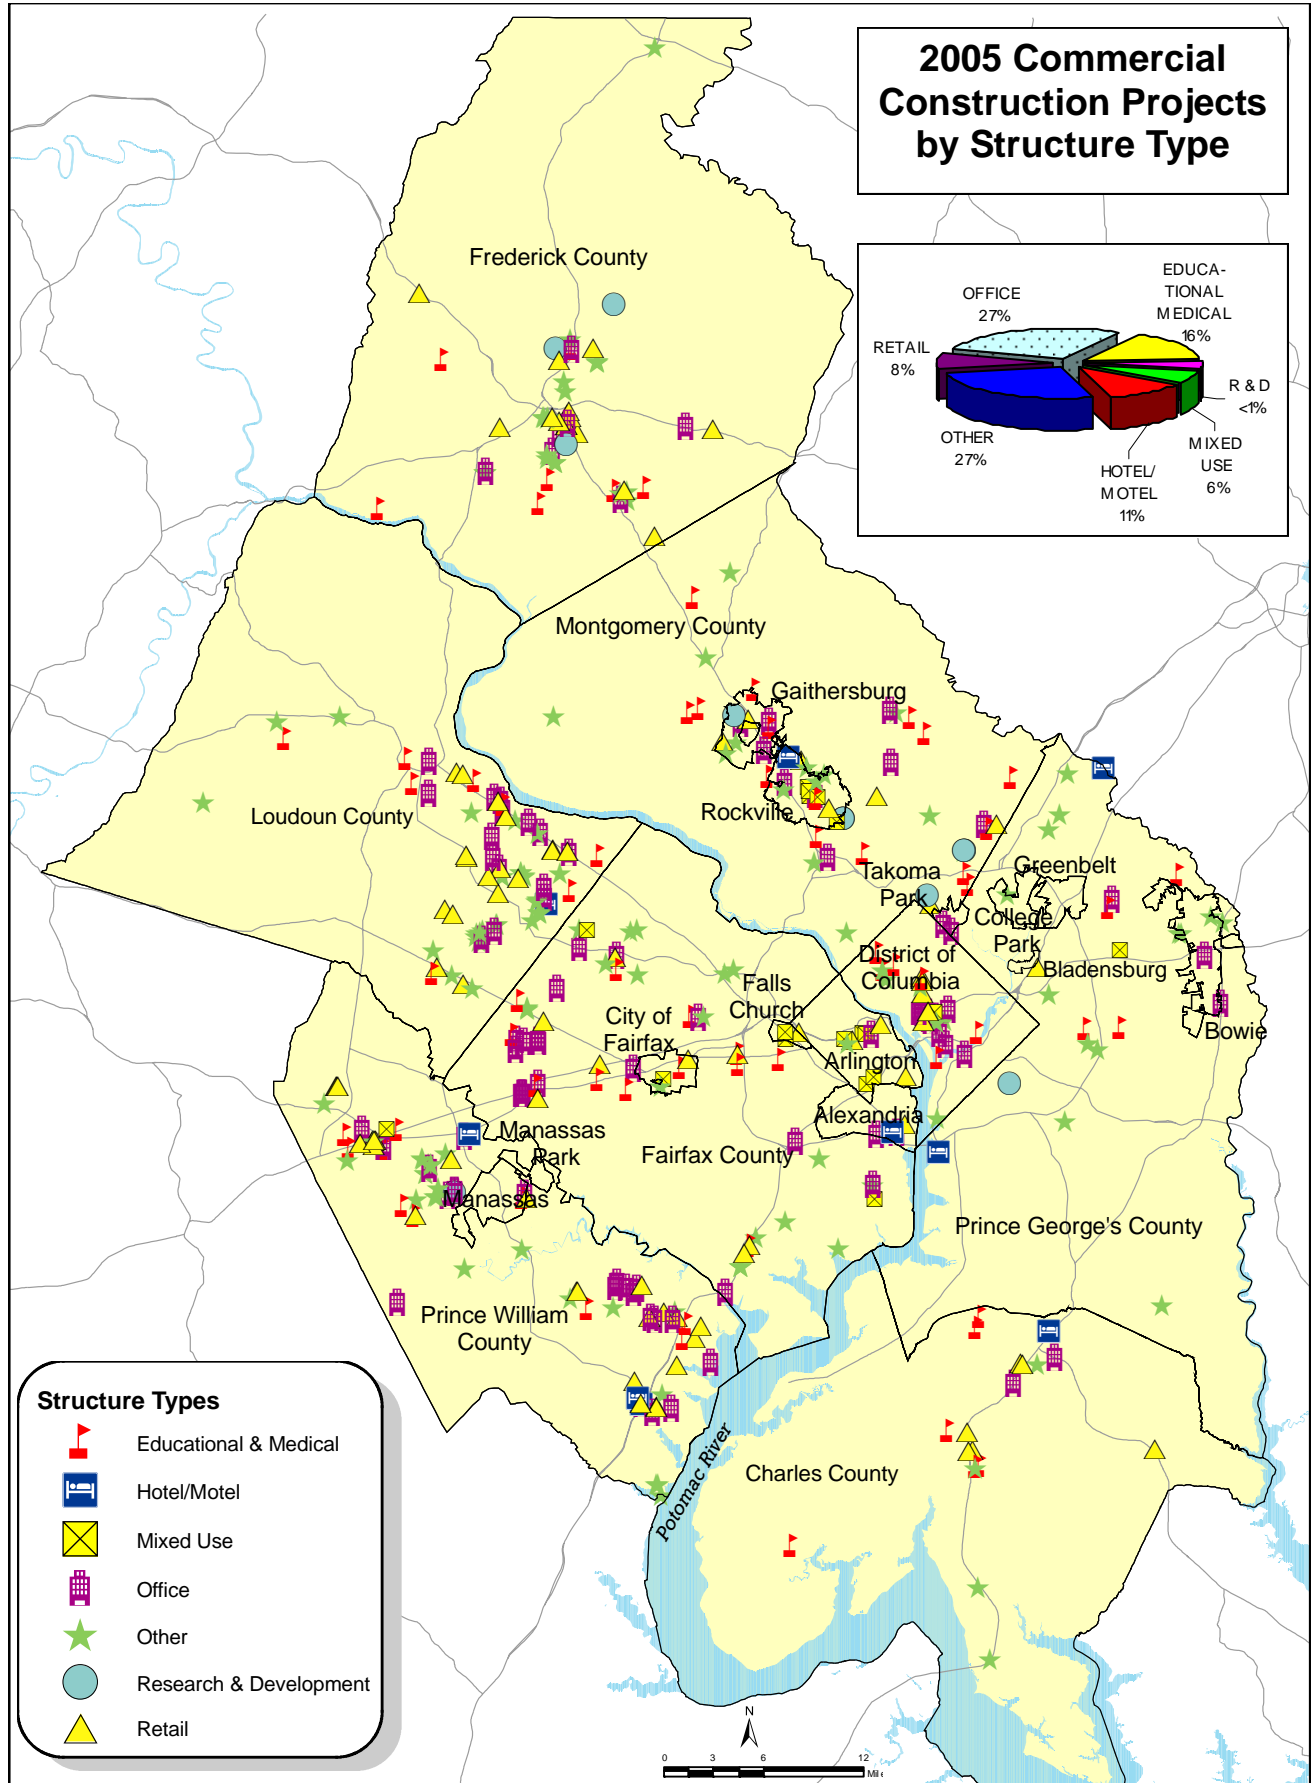 2005 Commercial
Construction Projects
by Structure Type
OFFICE
27%
EDUCA-
TIONAL
MEDICAL
16%
RETAIL
8%
R & D
<1%
OTHER
27%
MIXED
USE
6%
HOTEL/
MOTEL
11%
Frederick County
Montgomery County
Gaithersburg
Rockville
Loudoun County
Takoma
Park
Greenbelt
College
Park
District of
Columbia
Bladensburg
Falls
Church
City of
Fairfax
Bowie
Arlington
Alexandria
Manassas
Park
Fairfax County
Manassas
Prince George's County
Prince William
County
Potomac River
Charles County
Structure Types
Educational & Medical
Hotel/Motel
Mixed Use
Office
Other
Research & Development
Retail
N
0 3 6 12